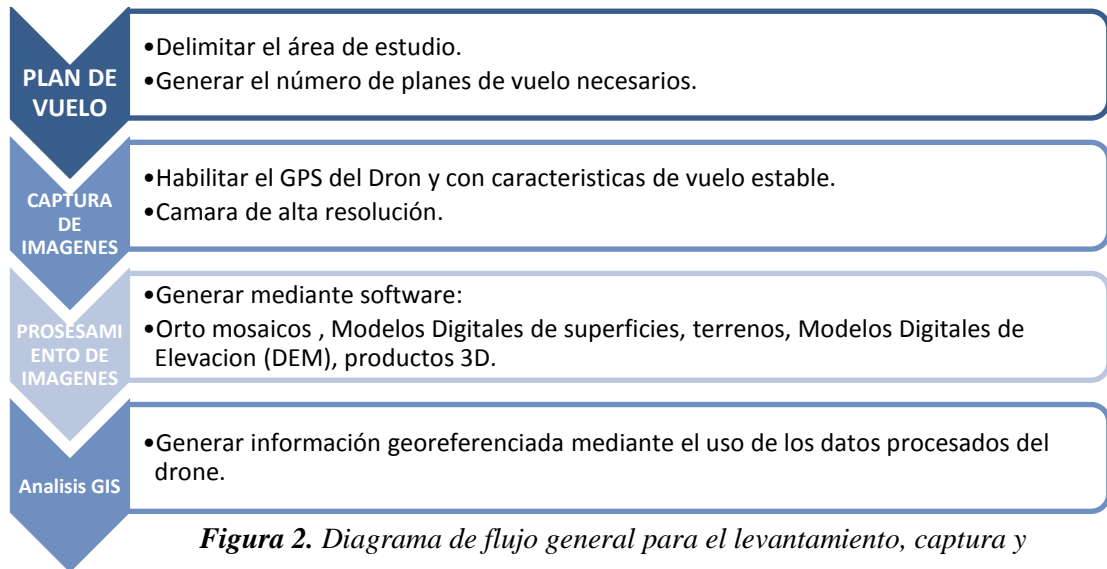 PLAN DE
VUELO
•Delimitar el área de estudio.
•Generar el número de planes de vuelo necesarios.
CAPTURA
DE
IMAGENES
•Habilitar el GPS del Dron y con caracteristicas de vuelo estable.
•Camara de alta resolución.
PROSESAMI
ENTO DE
IMAGENES
•Generar mediante software:
•Orto mosaicos , Modelos Digitales de superficies, terrenos, Modelos Digitales de
Elevacion (DEM), productos 3D.
Analisis GIS
•Generar información georeferenciada mediante el uso de los datos procesados del
drone.
Figura 2. Diagrama de flujo general para el levantamiento, captura y